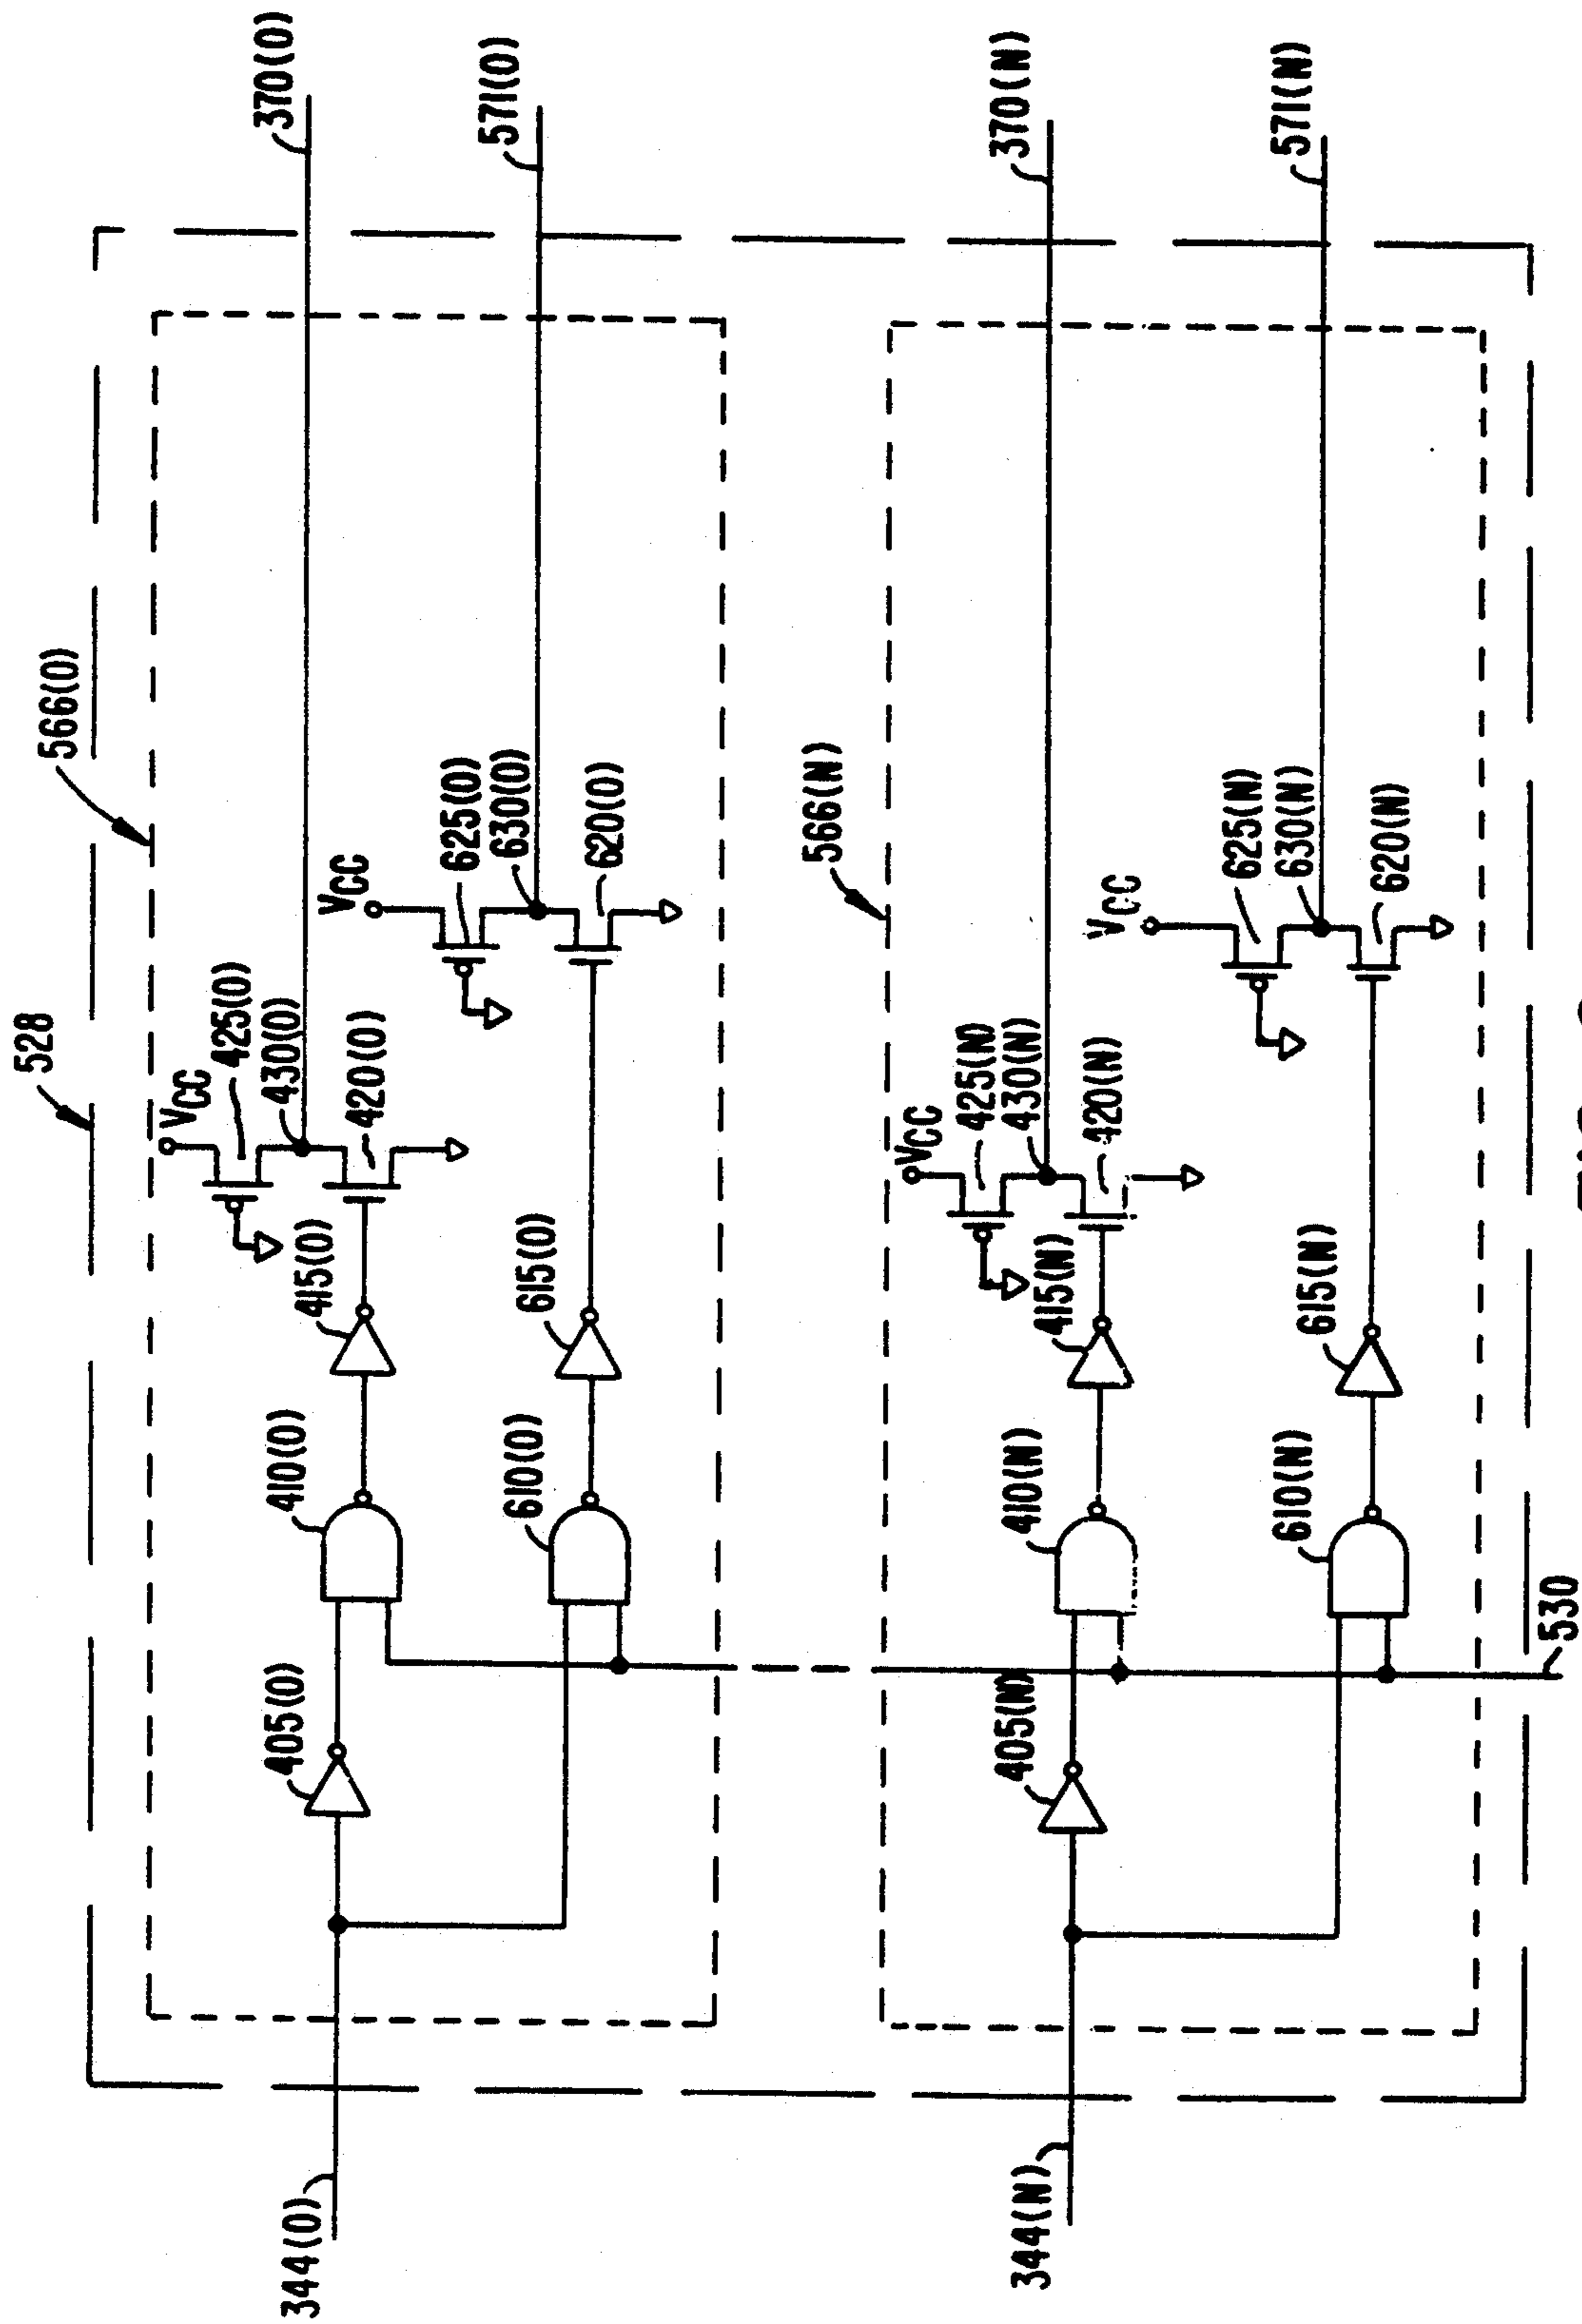 528
566(0)
VCC
425(0)
430(0)
420(0)
370(0)
VCC
625(0)
630(0)
620(0)
571(0)
344(0)
405(0)
410(0)
415(0)
610(0)
615(0)
566(N)
VCC
425(N)
430(N)
420(N)
370(N)
VCC
625(N)
630(N)
620(N)
571(N)
344(N)
405(N)
410(N)
415(N)
610(N)
615(N)
530